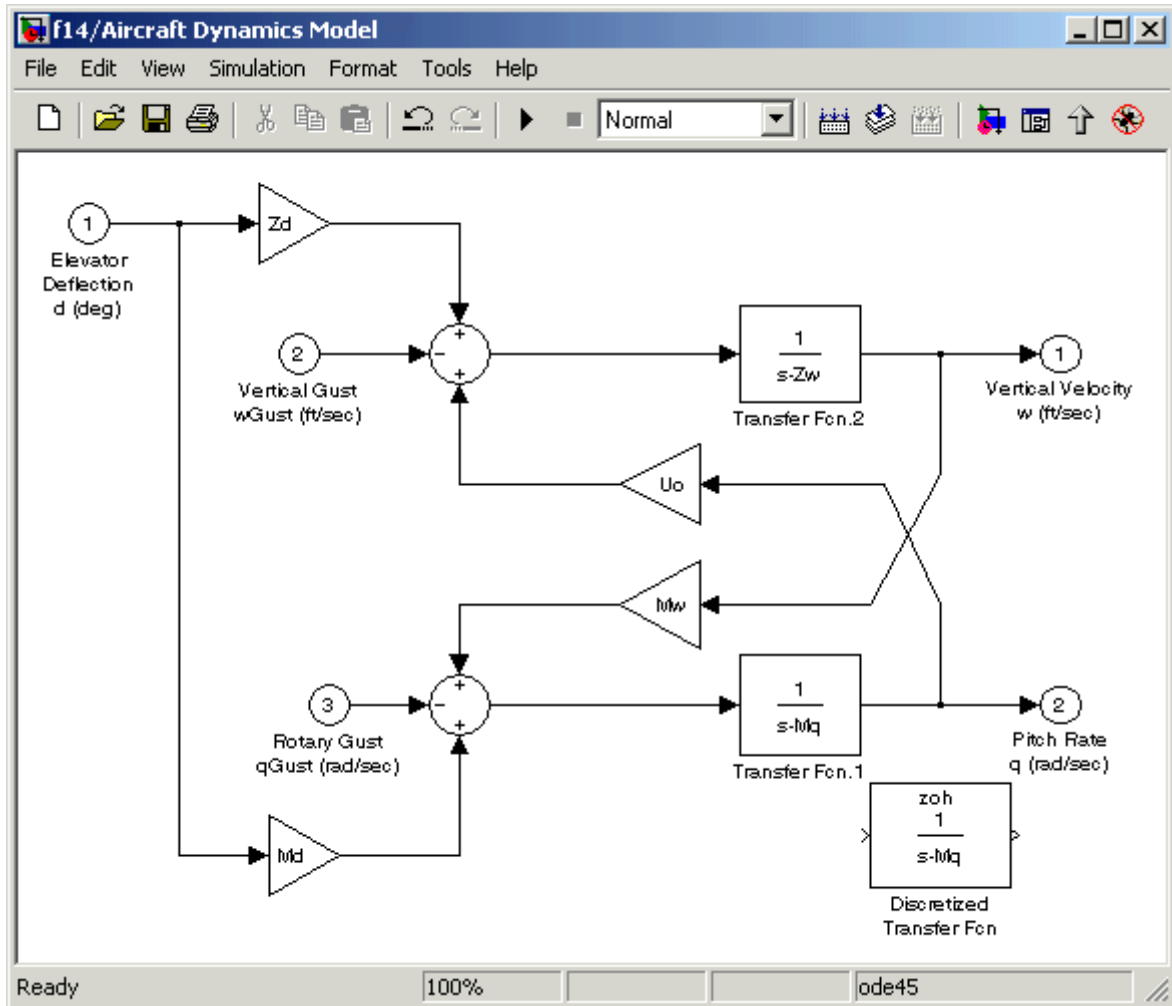 f14/Aircraft Dynamics Model
File Edit View Simulation Format Tools Help
Normal
1
Elevator
Deflection
d (deg)
Zd
2
Vertical Gust
wGust (ft/sec)
+
-
+
1
s-Zw
Transfer Fcn.2
1
Vertical Velocity
w (ft/sec)
Uo
Mw
3
Rotary Gust
qGust (rad/sec)
+
-
+
1
s-Mq
Transfer Fcn.1
2
Pitch Rate
q (rad/sec)
Md
zoh
1
s-Mq
Discretized
Transfer Fcn
Ready 100% ode45